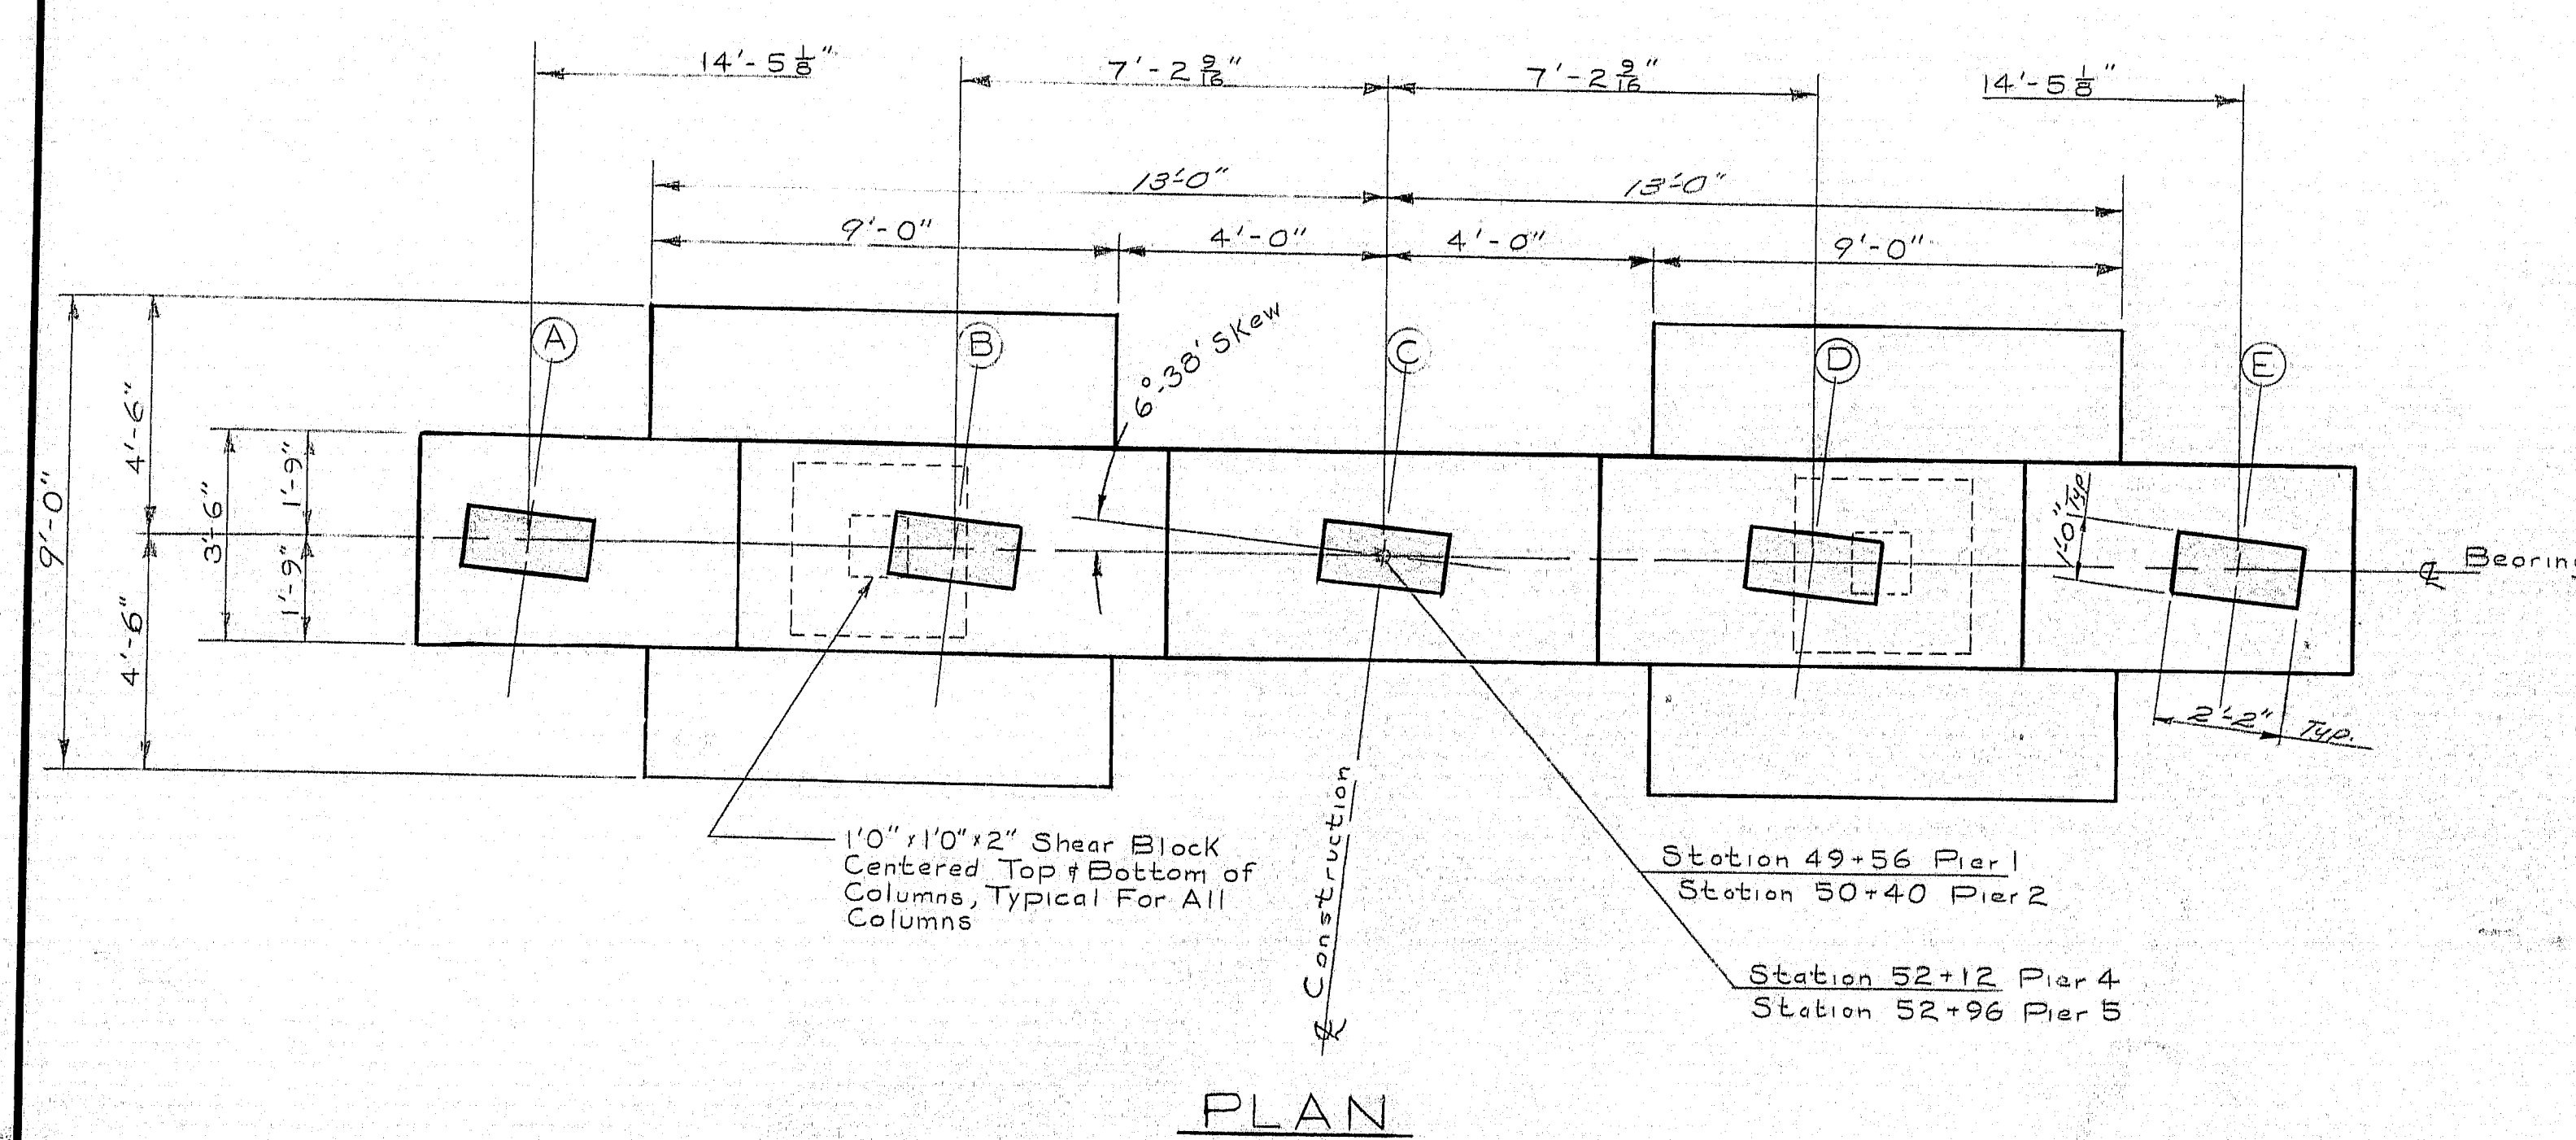 14'-5 1/8"
7'-2 9/16"
7'-2 9/16"
14'-5 1/8"
13'-0"
13'-0"
9'-0"
4'-0"
4'-0"
9'-0"
6°-38' Skew
A
B
C
D
E
9'-0"
4'-6"
4'-6"
3'-6"
1'-9"
1'-9"
1'-0" Typ
℄ Bearin
2'-2" Typ.
1'0"x1'0"x2" Shear Block
Centered Top & Bottom of
Columns, Typical For All
Columns
℄ Construction
Station 49+56 Pier 1
Station 50+40 Pier 2
Station 52+12 Pier 4
Station 52+96 Pier 5
PLAN